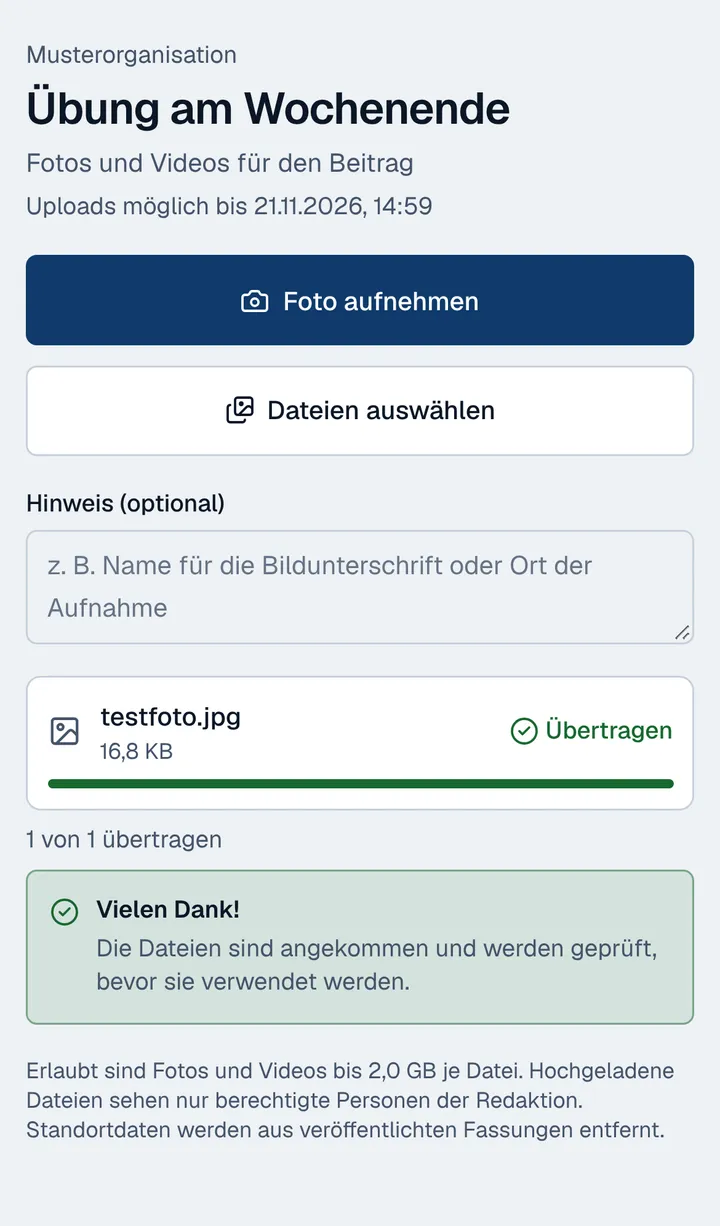 Musterorganisation
Übung am Wochenende
Fotos und Videos für den Beitrag
Uploads möglich bis 21.11.2026, 14:59
Foto aufnehmen
Dateien auswählen
Hinweis (optional)
z. B. Name für die Bildunterschrift oder Ort der
Aufnahme
testfoto.jpg
16,8 KB
Übertragen
1 von 1 übertragen
Vielen Dank!
Die Dateien sind angekommen und werden geprüft,
bevor sie verwendet werden.
Erlaubt sind Fotos und Videos bis 2,0 GB je Datei. Hochgeladene
Dateien sehen nur berechtigte Personen der Redaktion.
Standortdaten werden aus veröffentlichten Fassungen entfernt.